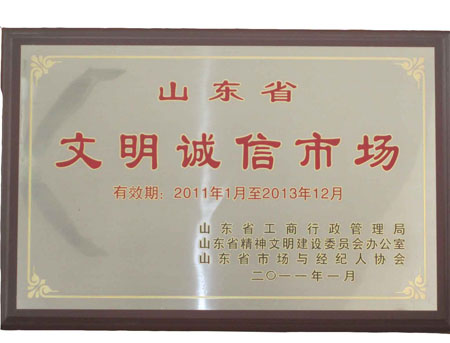 山东省
文明诚信市场
有效期：2011年1月至2013年12月
山东省工商行政管理局
山东省精神文明建设委员会办公室
山东省市场与经纪人协会
二〇一一年一月